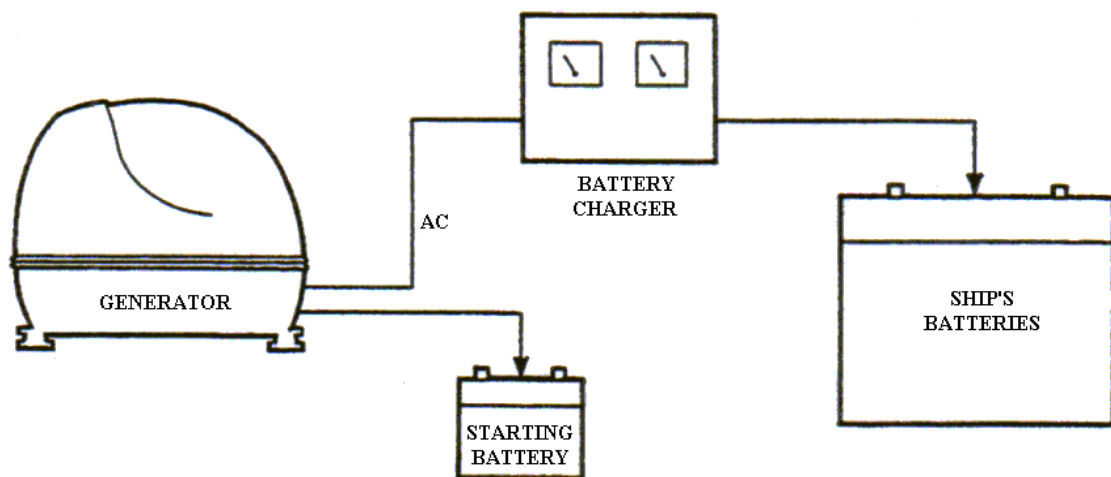 BATTERY
CHARGER
AC
GENERATOR
SHIP'S
BATTERIES
STARTING
BATTERY